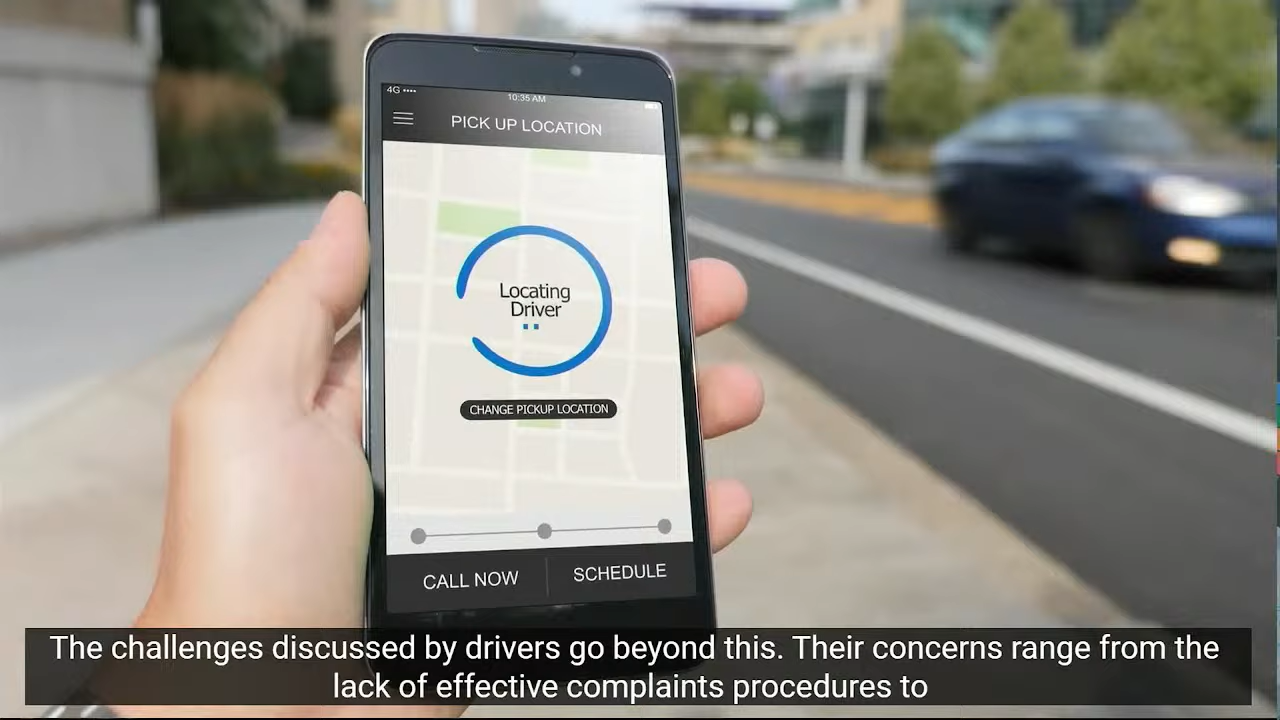 4G
10:35 AM
PICK UP LOCATION
Locating
Driver
CHANGE PICKUP LOCATION
CALL NOW
SCHEDULE
The challenges discussed by drivers go beyond this. Their concerns range from the
lack of effective complaints procedures to